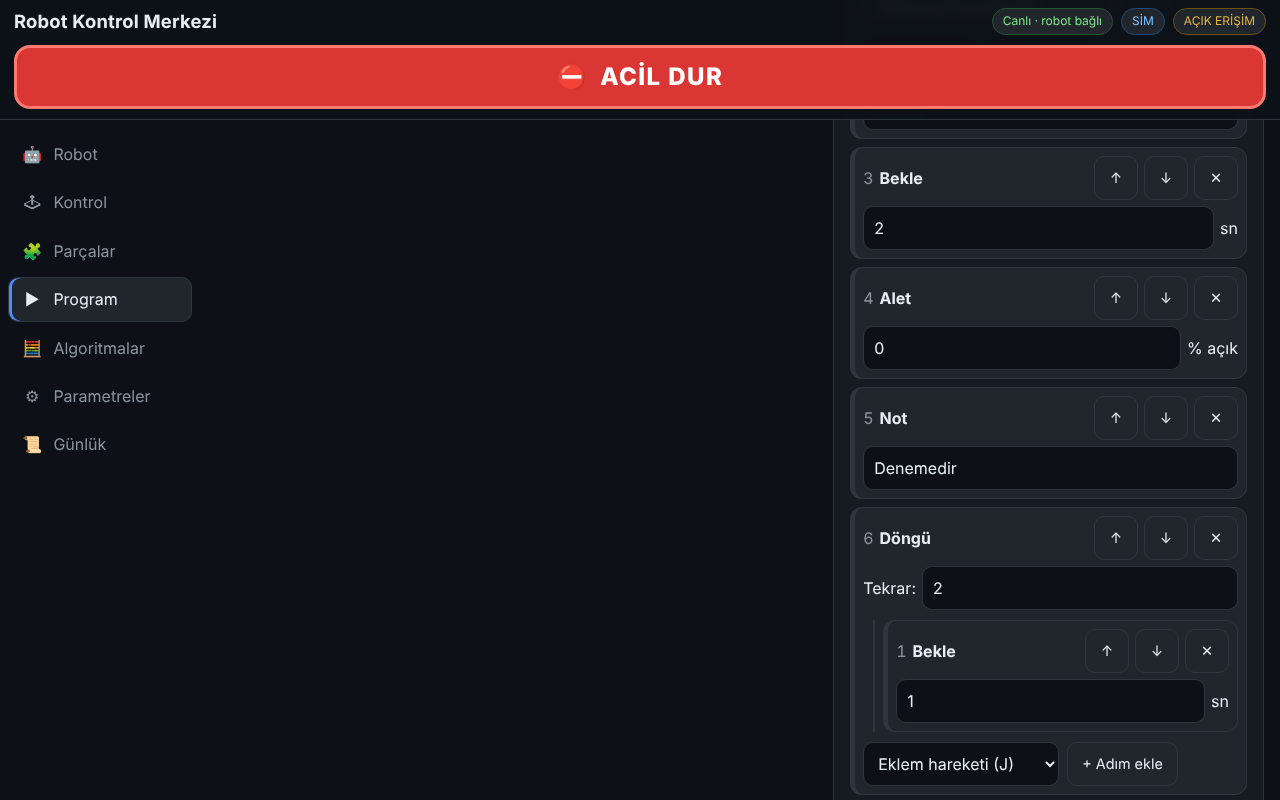 Robot Kontrol Merkezi
Canlı · robot bağlı
SİM
AÇIK ERİŞİM
ACİL DUR
Robot
Kontrol
Parçalar
Program
Algoritmalar
Parametreler
Günlük
3 Bekle
2 sn
4 Alet
0 % açık
5 Not
Denemedir
6 Döngü
Tekrar: 2
1 Bekle
1 sn
Eklem hareketi (J)
+ Adım ekle